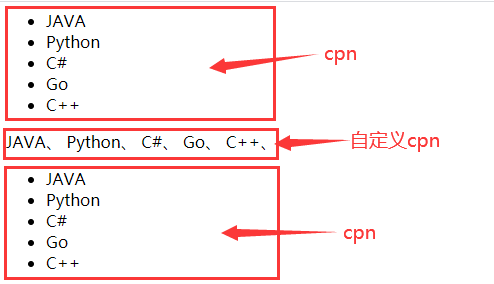 • JAVA
• Python
• C#
• Go
• C++
cpn
JAVA、 Python、 C#、 Go、 C++、
自定义cpn
• JAVA
• Python
• C#
• Go
• C++
cpn